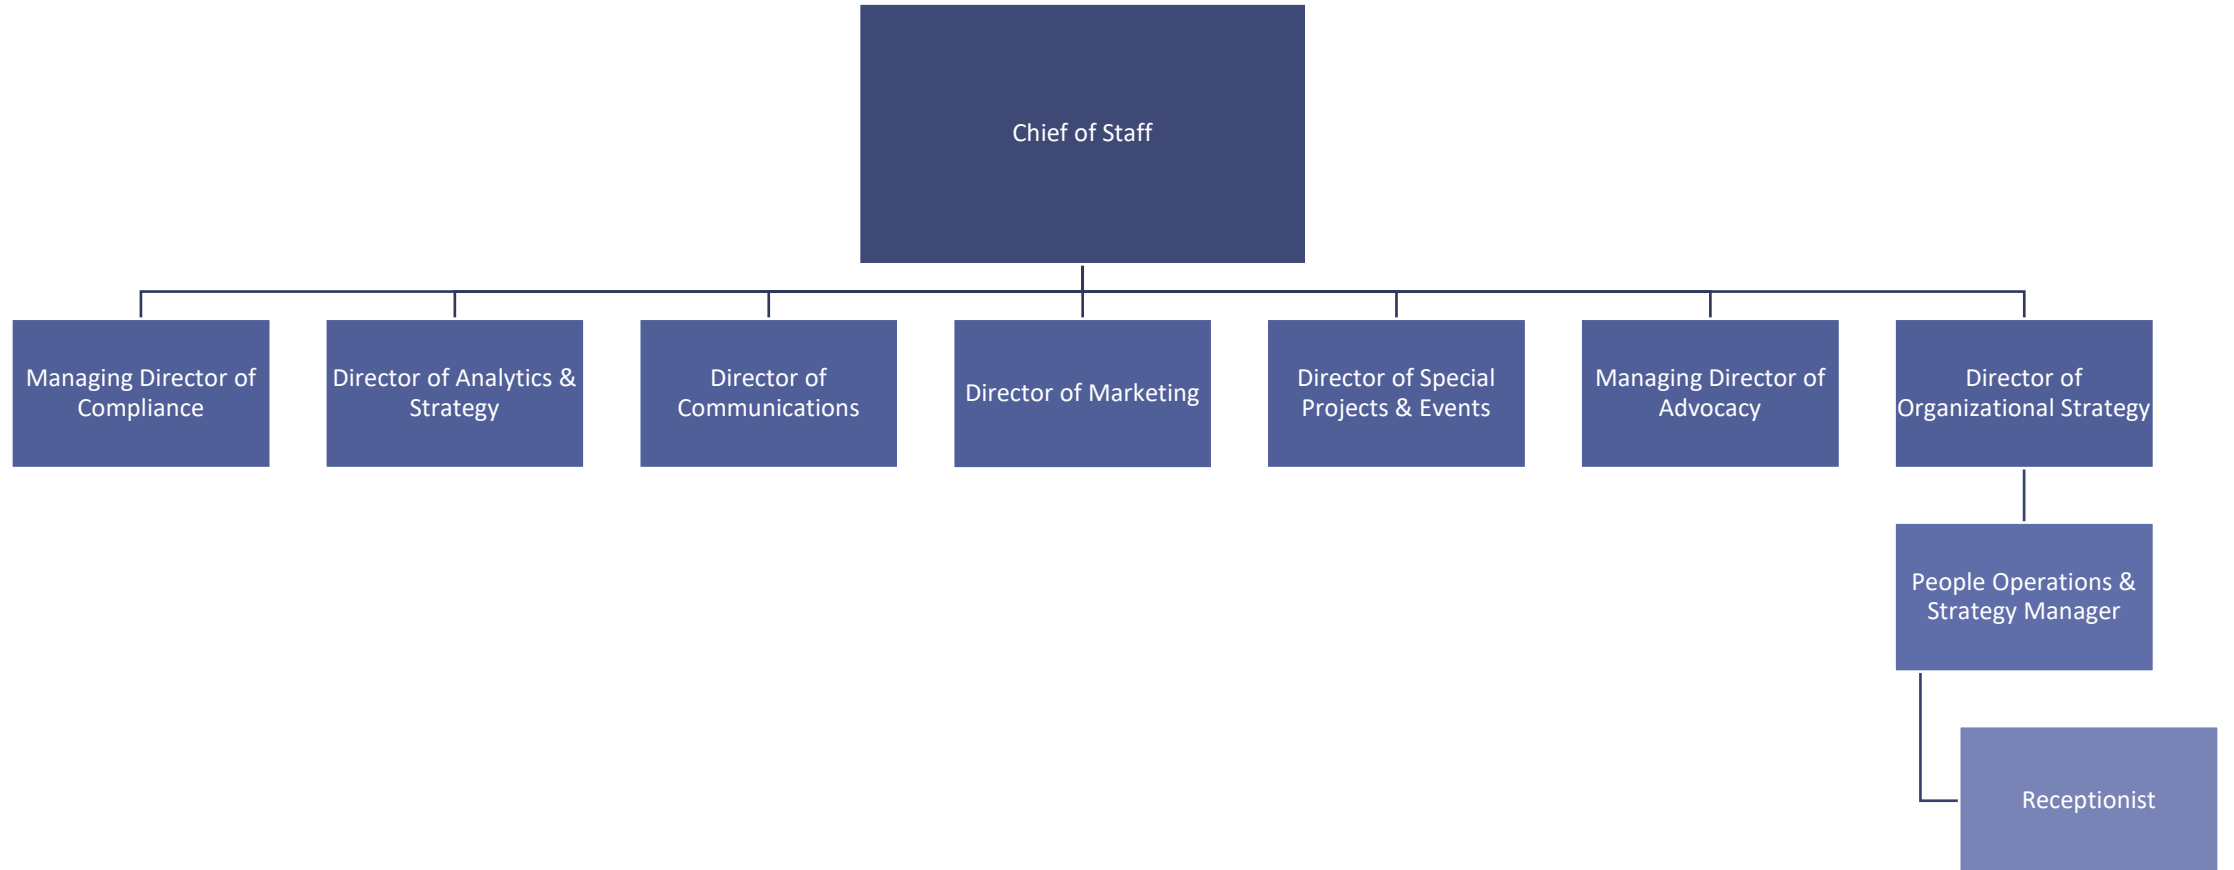 Chief of Staff
Managing Director of
Compliance
Director of Analytics &
Strategy
Director of
Communications
Director of Marketing
Director of Special
Projects & Events
Managing Director of
Advocacy
Director of
Organizational Strategy
People Operations &
Strategy Manager
Receptionist